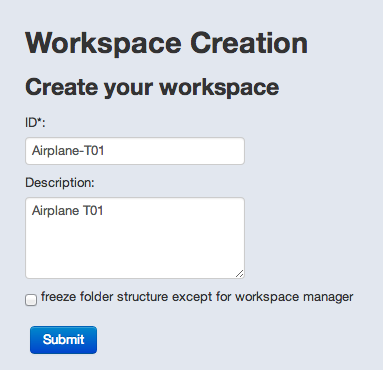 Workspace Creation
Create your workspace
ID*:
Airplane-T01
Description:
Airplane T01
freeze folder structure except for workspace manager
Submit